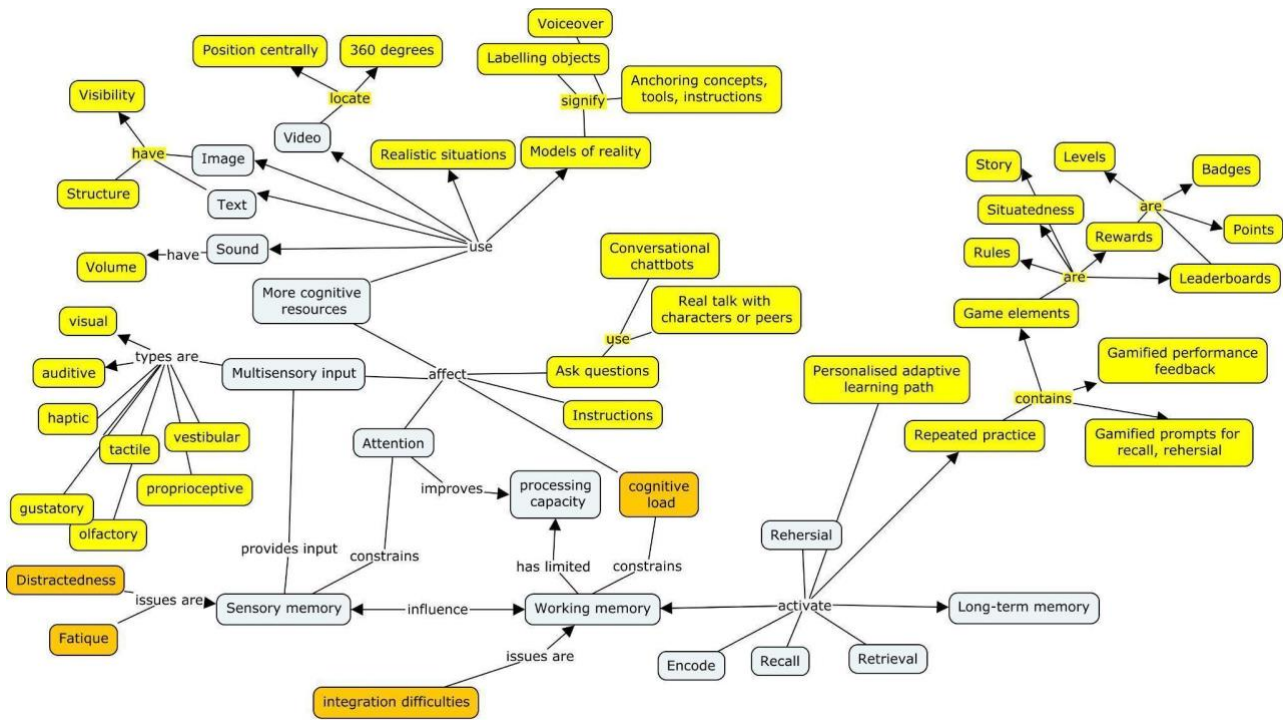 Voiceover
Position centrally
360 degrees
Labelling objects
Anchoring concepts,
tools, instructions
Visibility
locate
signify
Video
Image
have
Realistic situations
Models of reality
Structure
Text
Story
Levels
Badges
Situatedness
are
Rewards
Points
Sound
have
Volume
use
Conversational
chattbots
Rules
are
Leaderboards
More cognitive
resources
Real talk with
characters or peers
Game elements
visual
types are
use
auditive
Multisensory input
affect
Ask questions
Personalised adaptive
learning path
Gamified performance
feedback
contains
haptic
Instructions
vestibular
Attention
Repeated practice
Gamified prompts for
recall, rehersial
tactile
proprioceptive
improves
processing
capacity
cognitive
load
gustatory
olfactory
Rehersial
provides input
constrains
has limited
constrains
Distractedness
issues are
Sensory memory
influence
Working memory
activate
Long-term memory
Fatique
issues are
Encode
Recall
Retrieval
integration difficulties